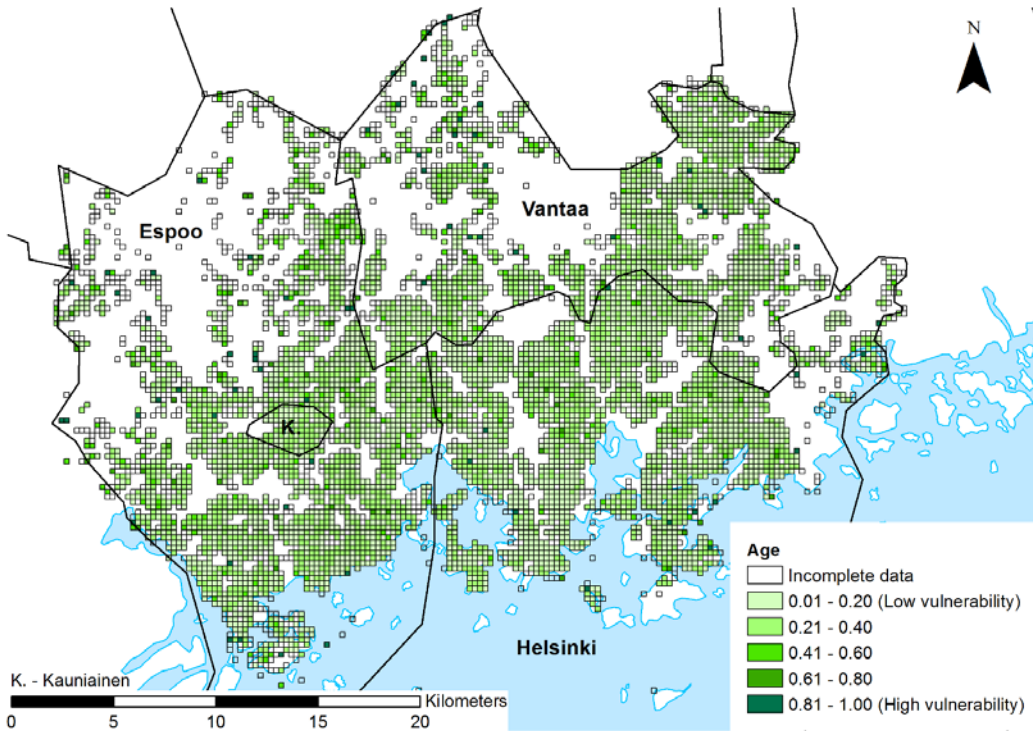 N
Espoo
Vantaa
K.
Helsinki
Age
Incomplete data
0.01 - 0.20 (Low vulnerability)
0.21 - 0.40
0.41 - 0.60
0.61 - 0.80
0.81 - 1.00 (High vulnerability)
K. - Kauniainen
Kilometers
0 5 10 15 20